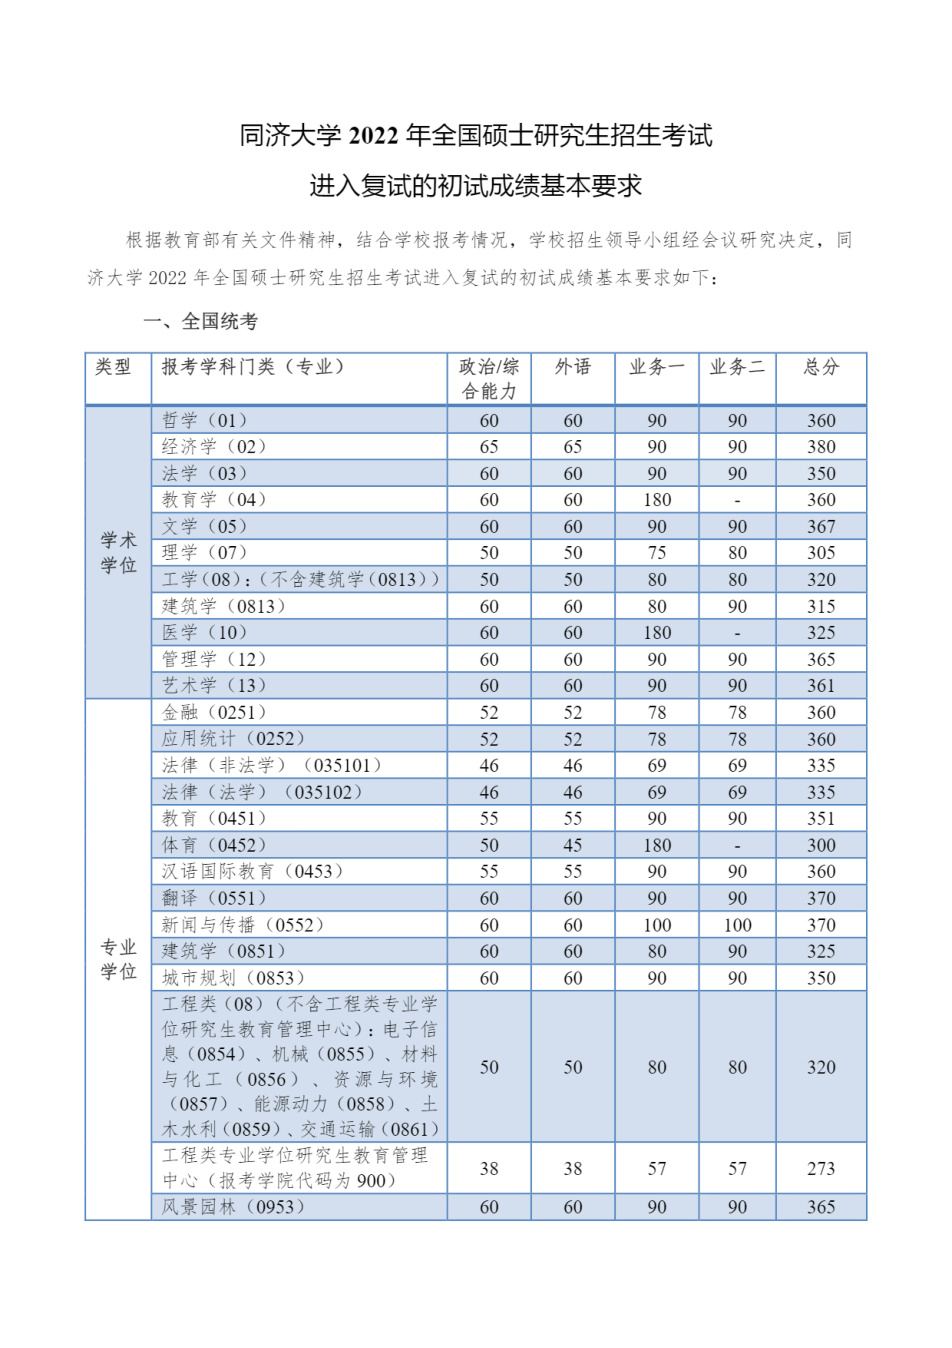 同济大学 2022 年全国硕士研究生招生考试
进入复试的初试成绩基本要求
根据教育部有关文件精神，结合学校报考情况，学校招生领导小组经会议研究决定，同
济大学 2022 年全国硕士研究生招生考试进入复试的初试成绩基本要求如下：
一、全国统考
类型 报考学科门类（专业） 政治/综合能力 外语 业务一 业务二 总分
学术学位
哲学（01） 60 60 90 90 360
经济学（02） 65 65 90 90 380
法学（03） 60 60 90 90 350
教育学（04） 60 60 180 - 360
文学（05） 60 60 90 90 367
理学（07） 50 50 75 80 305
工学(08)：(不含建筑学(0813)) 50 50 80 80 320
建筑学（0813） 60 60 80 90 315
医学（10） 60 60 180 - 325
管理学（12） 60 60 90 90 365
艺术学（13） 60 60 90 90 361
专业学位
金融（0251） 52 52 78 78 360
应用统计（0252） 52 52 78 78 360
法律（非法学）（035101） 46 46 69 69 335
法律（法学）（035102） 46 46 69 69 335
教育（0451） 55 55 90 90 351
体育（0452） 50 45 180 - 300
汉语国际教育（0453） 55 55 90 90 360
翻译（0551） 60 60 90 90 370
新闻与传播（0552） 60 60 100 100 370
建筑学（0851） 60 60 80 90 325
城市规划（0853） 60 60 90 90 350
工程类（08）（不含工程类专业学
位研究生教育管理中心）：电子信
息（0854）、机械（0855）、材料
与化工（0856）、资源与环境
（0857）、能源动力（0858）、土
木水利(0859)、交通运输(0861) 50 50 80 80 320
工程类专业学位研究生教育管理
中心（报考学院代码为 900） 38 38 57 57 273
风景园林（0953） 60 60 90 90 365